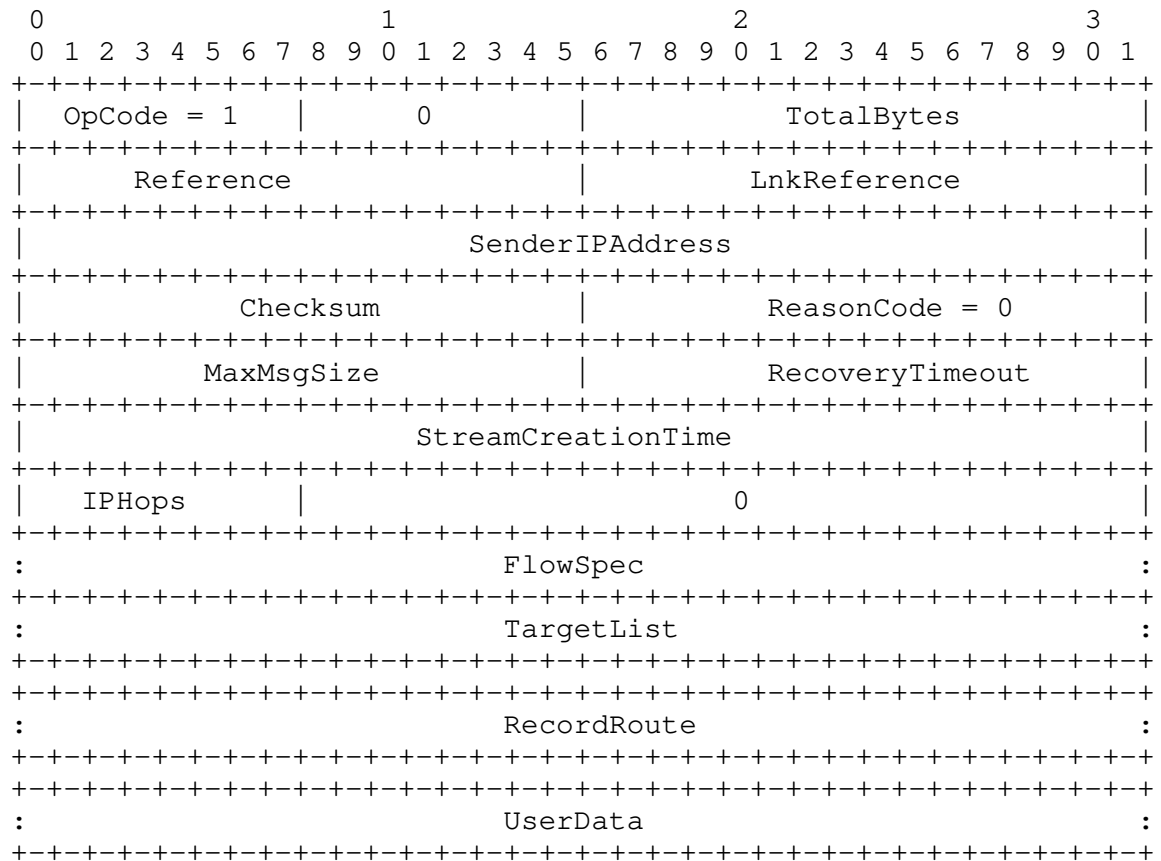 0                   1                   2                   3
 0 1 2 3 4 5 6 7 8 9 0 1 2 3 4 5 6 7 8 9 0 1 2 3 4 5 6 7 8 9 0 1
+-+-+-+-+-+-+-+-+-+-+-+-+-+-+-+-+-+-+-+-+-+-+-+-+-+-+-+-+-+-+-+-+
|  OpCode = 1   |      0        |           TotalBytes          |
+-+-+-+-+-+-+-+-+-+-+-+-+-+-+-+-+-+-+-+-+-+-+-+-+-+-+-+-+-+-+-+-+
|      Reference                |         LnkReference          |
+-+-+-+-+-+-+-+-+-+-+-+-+-+-+-+-+-+-+-+-+-+-+-+-+-+-+-+-+-+-+-+-+
|                         SenderIPAddress                       |
+-+-+-+-+-+-+-+-+-+-+-+-+-+-+-+-+-+-+-+-+-+-+-+-+-+-+-+-+-+-+-+-+
|            Checksum           |          ReasonCode = 0       |
+-+-+-+-+-+-+-+-+-+-+-+-+-+-+-+-+-+-+-+-+-+-+-+-+-+-+-+-+-+-+-+-+
|          MaxMsgSize           |          RecoveryTimeout      |
+-+-+-+-+-+-+-+-+-+-+-+-+-+-+-+-+-+-+-+-+-+-+-+-+-+-+-+-+-+-+-+-+
|                      StreamCreationTime                       |
+-+-+-+-+-+-+-+-+-+-+-+-+-+-+-+-+-+-+-+-+-+-+-+-+-+-+-+-+-+-+-+-+
|   IPHops      |                        0                      |
+-+-+-+-+-+-+-+-+-+-+-+-+-+-+-+-+-+-+-+-+-+-+-+-+-+-+-+-+-+-+-+-+
:                           FlowSpec                            :
+-+-+-+-+-+-+-+-+-+-+-+-+-+-+-+-+-+-+-+-+-+-+-+-+-+-+-+-+-+-+-+-+
:                           TargetList                          :
+-+-+-+-+-+-+-+-+-+-+-+-+-+-+-+-+-+-+-+-+-+-+-+-+-+-+-+-+-+-+-+-+
+-+-+-+-+-+-+-+-+-+-+-+-+-+-+-+-+-+-+-+-+-+-+-+-+-+-+-+-+-+-+-+-+
:                           RecordRoute                         :
+-+-+-+-+-+-+-+-+-+-+-+-+-+-+-+-+-+-+-+-+-+-+-+-+-+-+-+-+-+-+-+-+
+-+-+-+-+-+-+-+-+-+-+-+-+-+-+-+-+-+-+-+-+-+-+-+-+-+-+-+-+-+-+-+-+
:                           UserData                            :
+-+-+-+-+-+-+-+-+-+-+-+-+-+-+-+-+-+-+-+-+-+-+-+-+-+-+-+-+-+-+-+-+